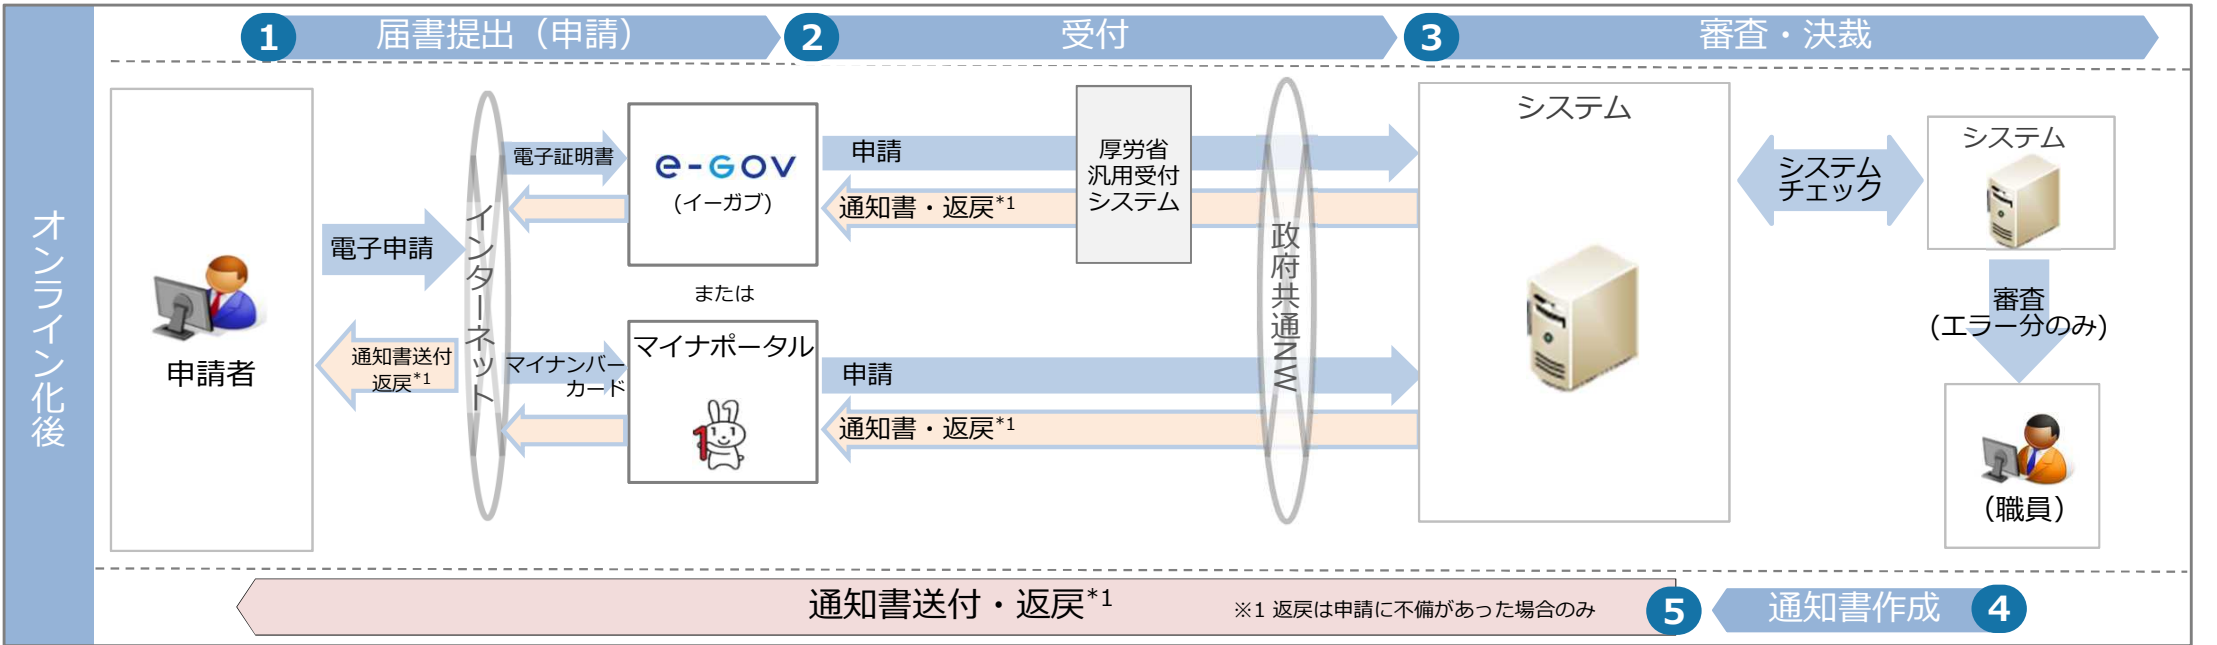 1 届書提出（申請） 2 受付 3 審査・決裁
オンライン化後
申請者
電子申請
通知書送付
返戻*1
インターネット
電子証明書
e-GOV
(イーガブ)
または
マイナンバー
カード
マイナポータル
1
申請
通知書・返戻*1
厚労省
汎用受付
システム
申請
通知書・返戻*1
政府共通NW
システム
システム
チェック
システム
審査
(エラー分のみ)
（職員）
通知書送付・返戻*1 ※1 返戻は申請に不備があった場合のみ 5 通知書作成 4